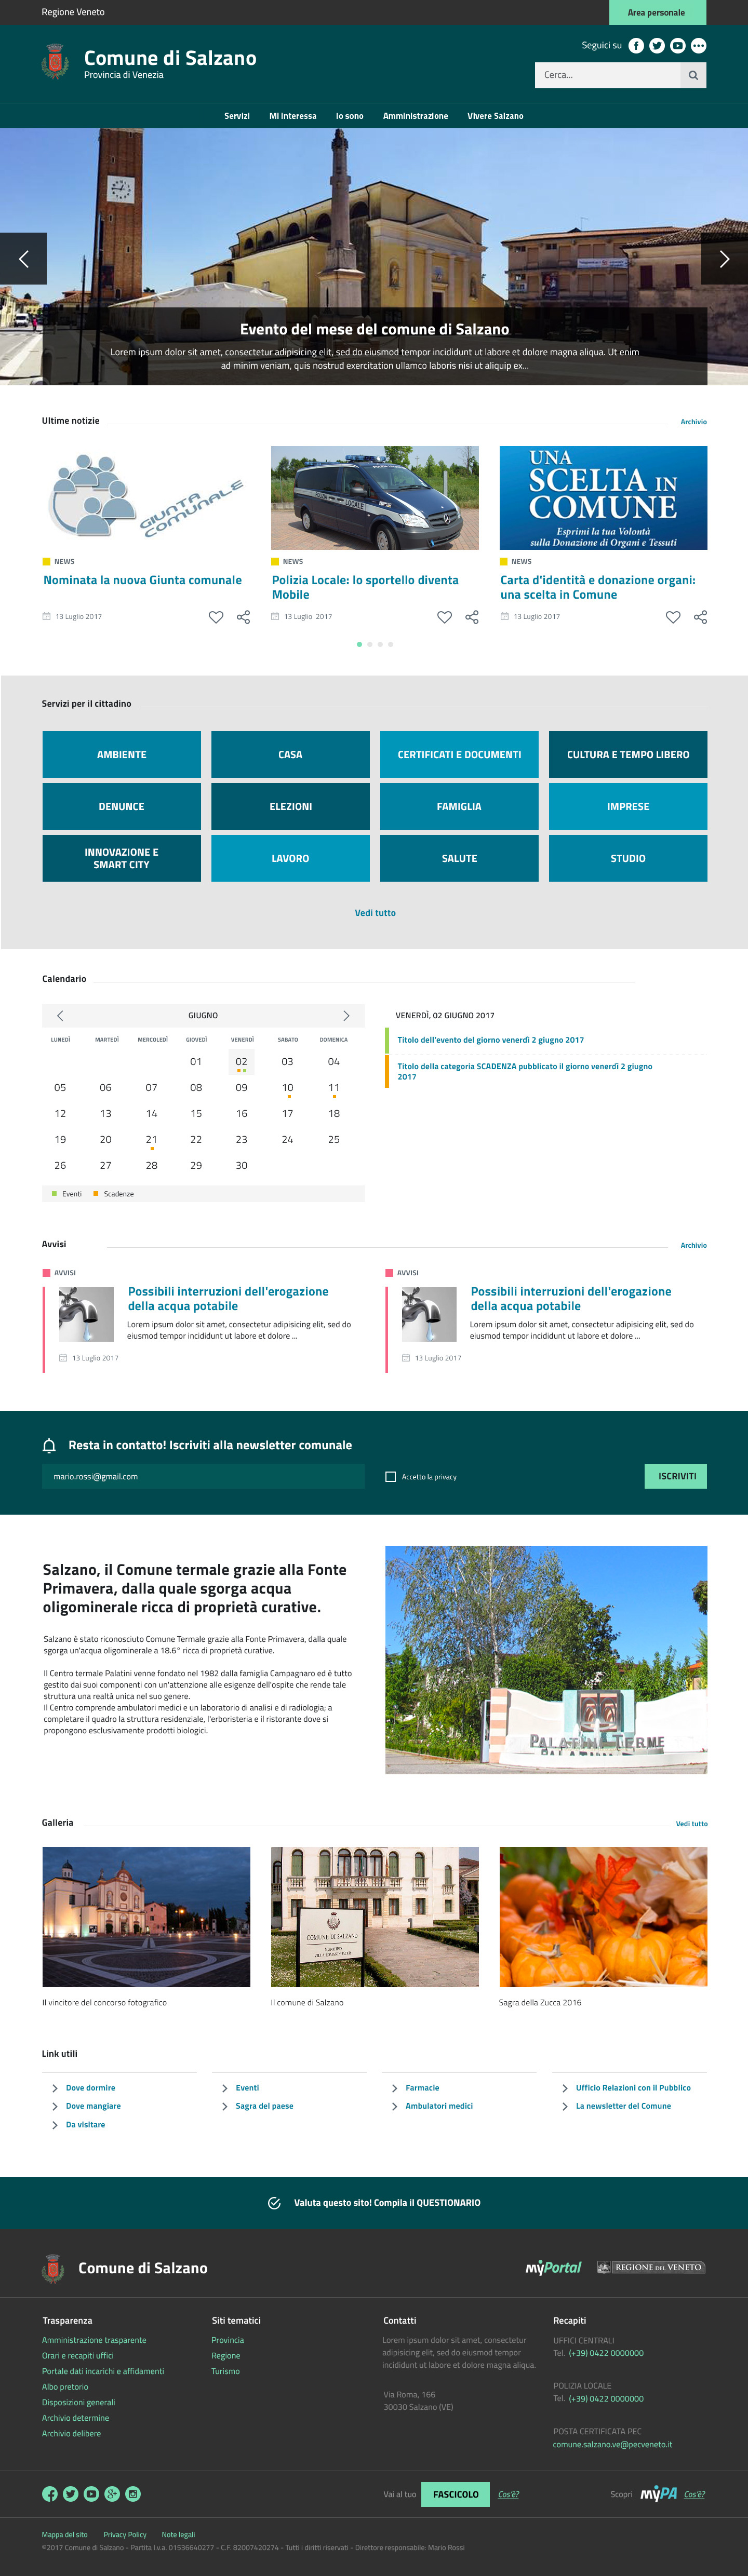 Regione Veneto
Area personale
Comune di Salzano
Provincia di Venezia
Seguici su
Cerca...
Servizi Mi interessa Io sono Amministrazione Vivere Salzano
Evento del mese del comune di Salzano
Lorem ipsum dolor sit amet, consectetur adipisicing elit, sed do eiusmod tempor incididunt ut labore et dolore magna aliqua. Ut enim
ad minim veniam, quis nostrud exercitation ullamco laboris nisi ut aliquip ex...
Ultime notizie
Archivio
GIUNTA
COMUNALE
POLIZIA LOCALE
UNA
SCELTA IN
COMUNE
Esprimi la tua Volontà
sulla Donazione di Organi e Tessuti
NEWS
Nominata la nuova Giunta comunale
13 Luglio 2017
NEWS
Polizia Locale: lo sportello diventa
Mobile
13 Luglio 2017
NEWS
Carta d'identità e donazione organi:
una scelta in Comune
13 Luglio 2017
Servizi per il cittadino
AMBIENTE CASA CERTIFICATI E DOCUMENTI CULTURA E TEMPO LIBERO
DENUNCE ELEZIONI FAMIGLIA IMPRESE
INNOVAZIONE E
SMART CITY
LAVORO SALUTE STUDIO
Vedi tutto
Calendario
GIUGNO
LUNEDÌ MARTEDÌ MERCOLEDÌ GIOVEDÌ VENERDÌ SABATO DOMENICA
01 02 03 04
05 06 07 08 09 10 11
12 13 14 15 16 17 18
19 20 21 22 23 24 25
26 27 28 29 30
Eventi Scadenze
VENERDÌ, 02 GIUGNO 2017
Titolo dell'evento del giorno venerdì 2 giugno 2017
Titolo della categoria SCADENZA pubblicato il giorno venerdì 2 giugno
2017
Avvisi
Archivio
AVVISI
Possibili interruzioni dell'erogazione
della acqua potabile
Lorem ipsum dolor sit amet, consectetur adipisicing elit, sed do
eiusmod tempor incididunt ut labore et dolore ...
13 Luglio 2017
AVVISI
Possibili interruzioni dell'erogazione
della acqua potabile
Lorem ipsum dolor sit amet, consectetur adipisicing elit, sed do
eiusmod tempor incididunt ut labore et dolore ...
13 Luglio 2017
Resta in contatto! Iscriviti alla newsletter comunale
mario.rossi@gmail.com
Accetto la privacy
ISCRIVITI
Salzano, il Comune termale grazie alla Fonte
Primavera, dalla quale sgorga acqua
oligominerale ricca di proprietà curative.
Salzano è stato riconosciuto Comune Termale grazie alla Fonte Primavera, dalla quale
sgorga un'acqua oligominerale a 18.6° ricca di proprietà curative.
Il Centro termale Palatini venne fondato nel 1982 dalla famiglia Campagnaro ed è tutto
gestito dai suoi componenti con un'attenzione alle esigenze dell'ospite che rende tale
struttura una realtà unica nel suo genere.
Il Centro comprende ambulatori medici e un laboratorio di analisi e di radiologia; a
completare il quadro la struttura residenziale, l'erboristeria e il ristorante dove si
propongono esclusivamente prodotti biologici.
PALATINI TERME
Galleria
Vedi tutto
COMUNE DI SALZANO
MUNICIPIO
Il vincitore del concorso fotografico
Il comune di Salzano
Sagra della Zucca 2016
Link utili
Dove dormire
Dove mangiare
Da visitare
Eventi
Sagra del paese
Farmacie
Ambulatori medici
Ufficio Relazioni con il Pubblico
La newsletter del Comune
Valuta questo sito! Compila il QUESTIONARIO
Comune di Salzano
myPortal
REGIONE DEL VENETO
Trasparenza
Amministrazione trasparente
Orari e recapiti uffici
Portale dati incarichi e affidamenti
Albo pretorio
Disposizioni generali
Archivio determine
Archivio delibere
Siti tematici
Provincia
Regione
Turismo
Contatti
Lorem ipsum dolor sit amet, consectetur
adipisicing elit, sed do eiusmod tempor
incididunt ut labore et dolore magna aliqua.
Via Roma, 166
30030 Salzano (VE)
Recapiti
UFFICI CENTRALI
Tel. (+39) 0422 0000000
POLIZIA LOCALE
Tel. (+39) 0422 0000000
POSTA CERTIFICATA PEC
comune.salzano.ve@pecveneto.it
Vai al tuo FASCICOLO Cos'è?
Scopri myPA Cos'è?
Mappa del sito Privacy Policy Note legali
©2017 Comune di Salzano - Partita I.v.a. 01536640277 - C.F. 82007420274 - Tutti i diritti riservati - Direttore responsabile: Mario Rossi